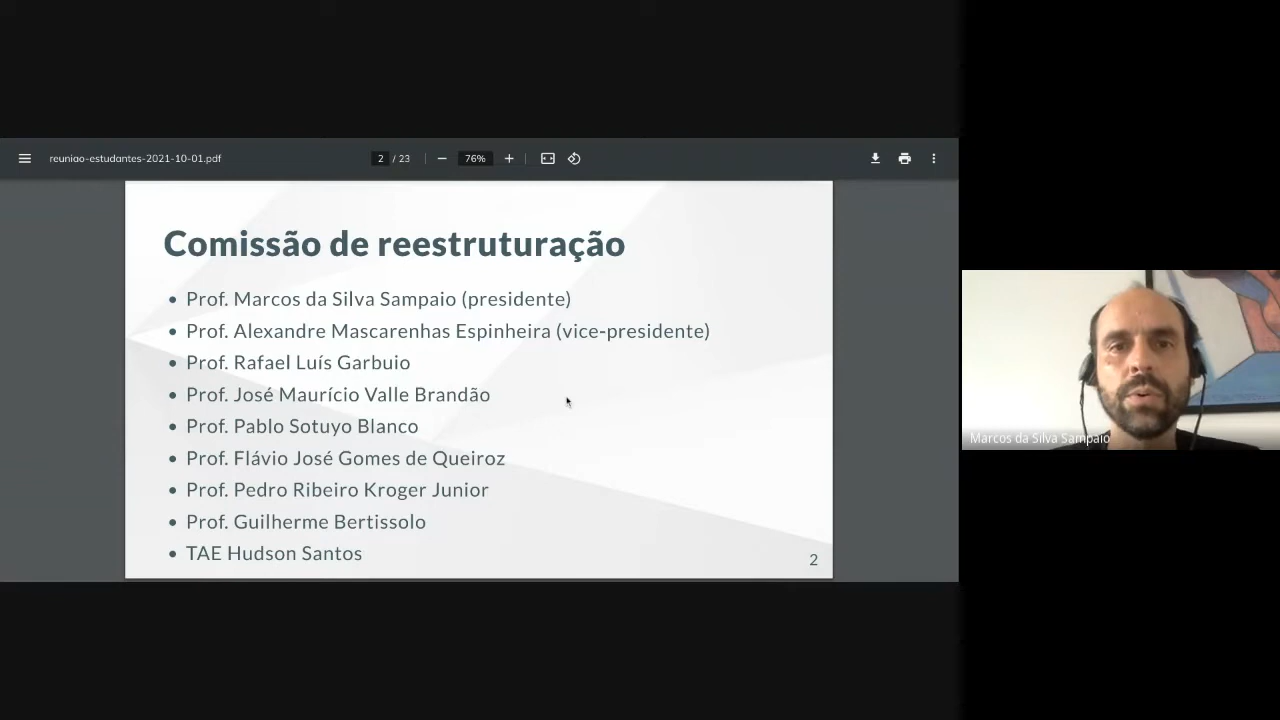 reuniao-estudantes-2021-10-01.pdf
2 / 23
76%
Comissão de reestruturação
• Prof. Marcos da Silva Sampaio (presidente)
• Prof. Alexandre Mascarenhas Espinheira (vice-presidente)
• Prof. Rafael Luís Garbuio
• Prof. José Maurício Valle Brandão
• Prof. Pablo Sotuyo Blanco
• Prof. Flávio José Gomes de Queiroz
• Prof. Pedro Ribeiro Kroger Junior
• Prof. Guilherme Bertissolo
• TAE Hudson Santos
2
Marcos da Silva Sampaio